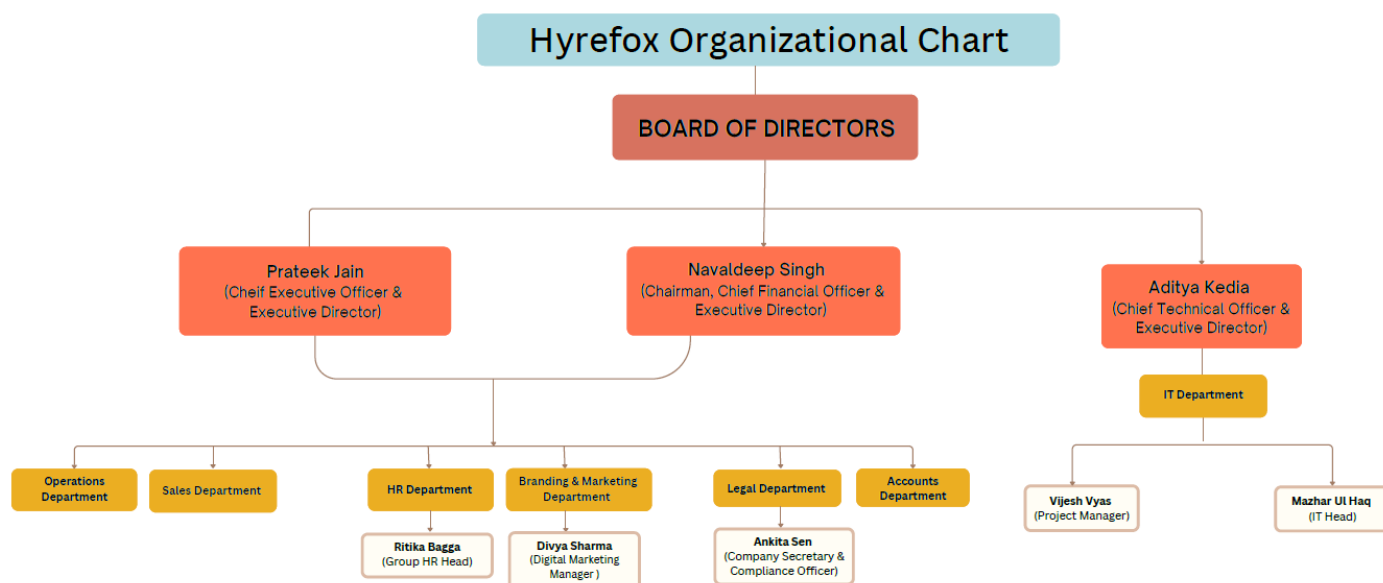 Hyrefox Organizational Chart
BOARD OF DIRECTORS
Prateek Jain
(Cheif Executive Officer &
Executive Director)
Navaldeep Singh
(Chairman, Chief Financial Officer &
Executive Director)
Aditya Kedia
(Chief Technical Officer &
Executive Director)
IT Department
Operations
Department
Sales Department
HR Department
Branding & Marketing
Department
Legal Department
Accounts
Department
Vijesh Vyas
(Project Manager)
Mazhar Ul Haq
(IT Head)
Ritika Bagga
(Group HR Head)
Divya Sharma
(Digital Marketing
Manager )
Ankita Sen
(Company Secretary &
Compliance Officer)